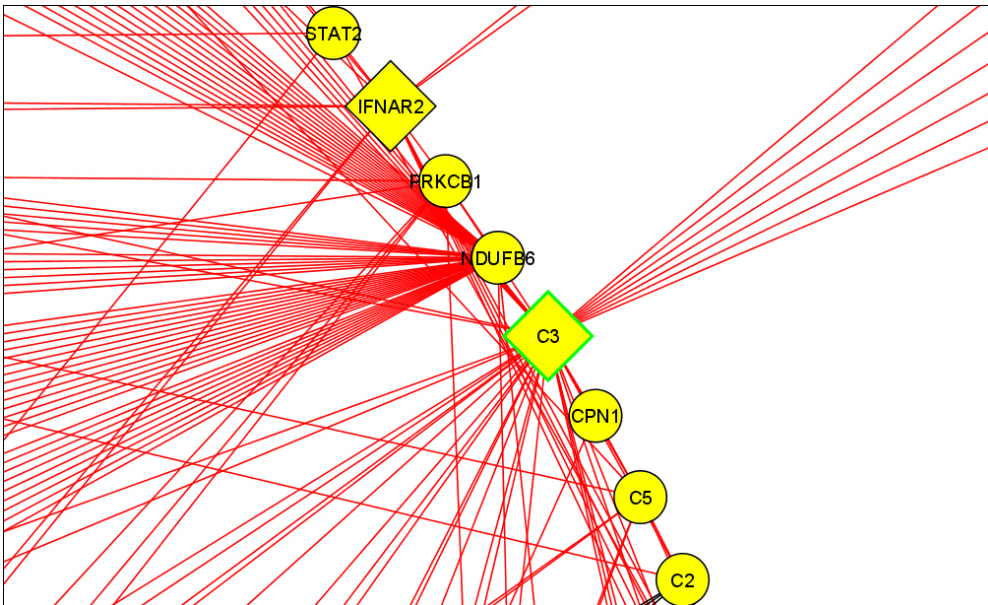 STAT2
IFNAR2
PRKCB1
NDUFB6
C3
CPN1
C5
C2